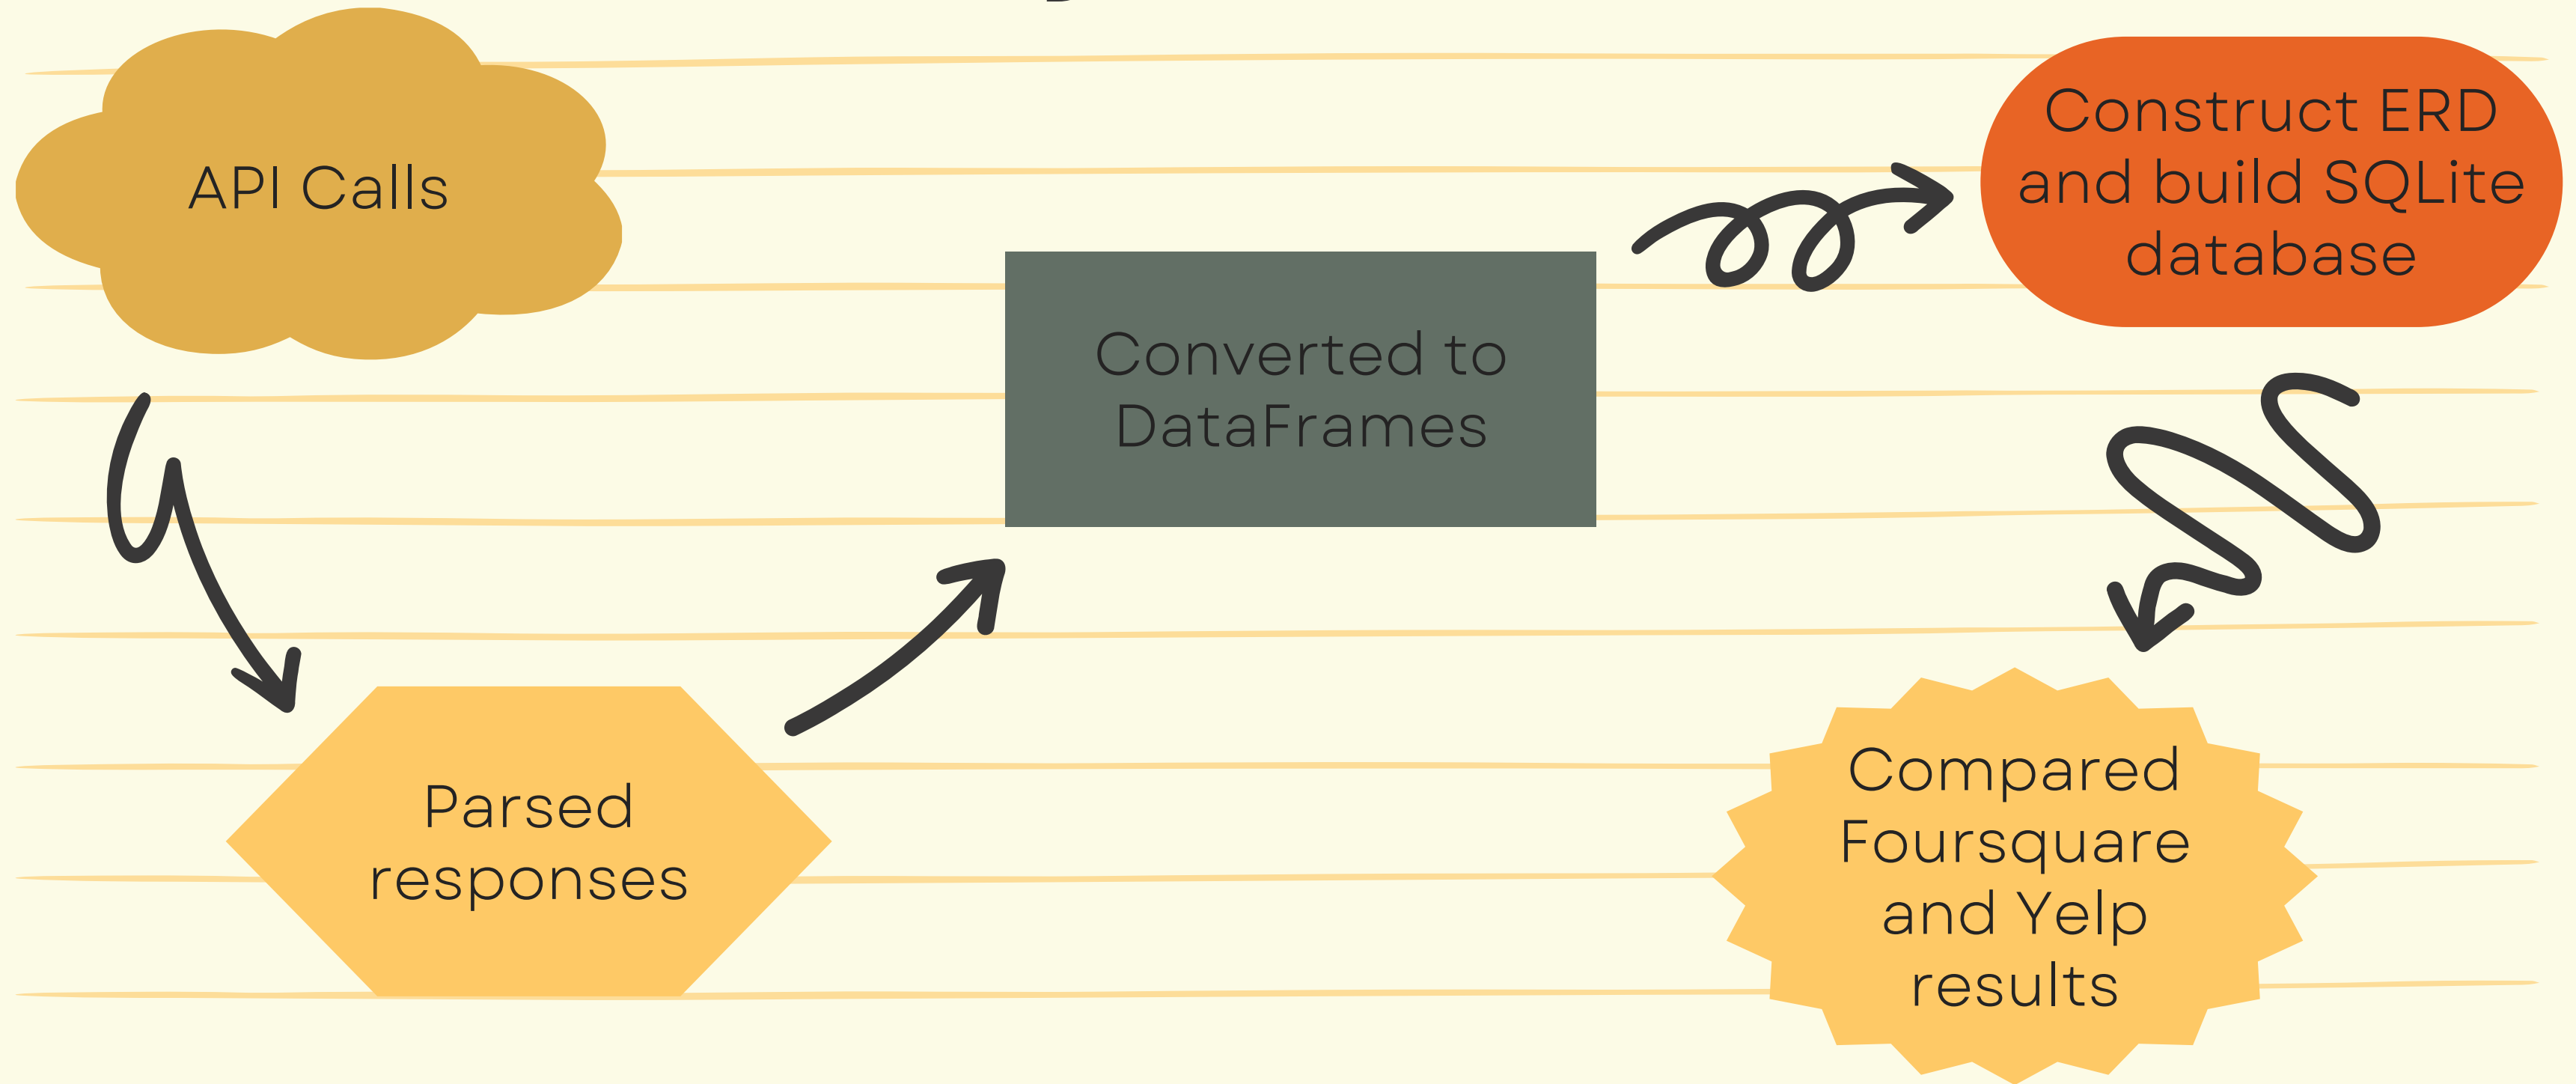 API Calls
Parsed
responses
Converted to
DataFrames
Construct ERD
and build SQLite
database
Compared
Foursquare
and Yelp
results